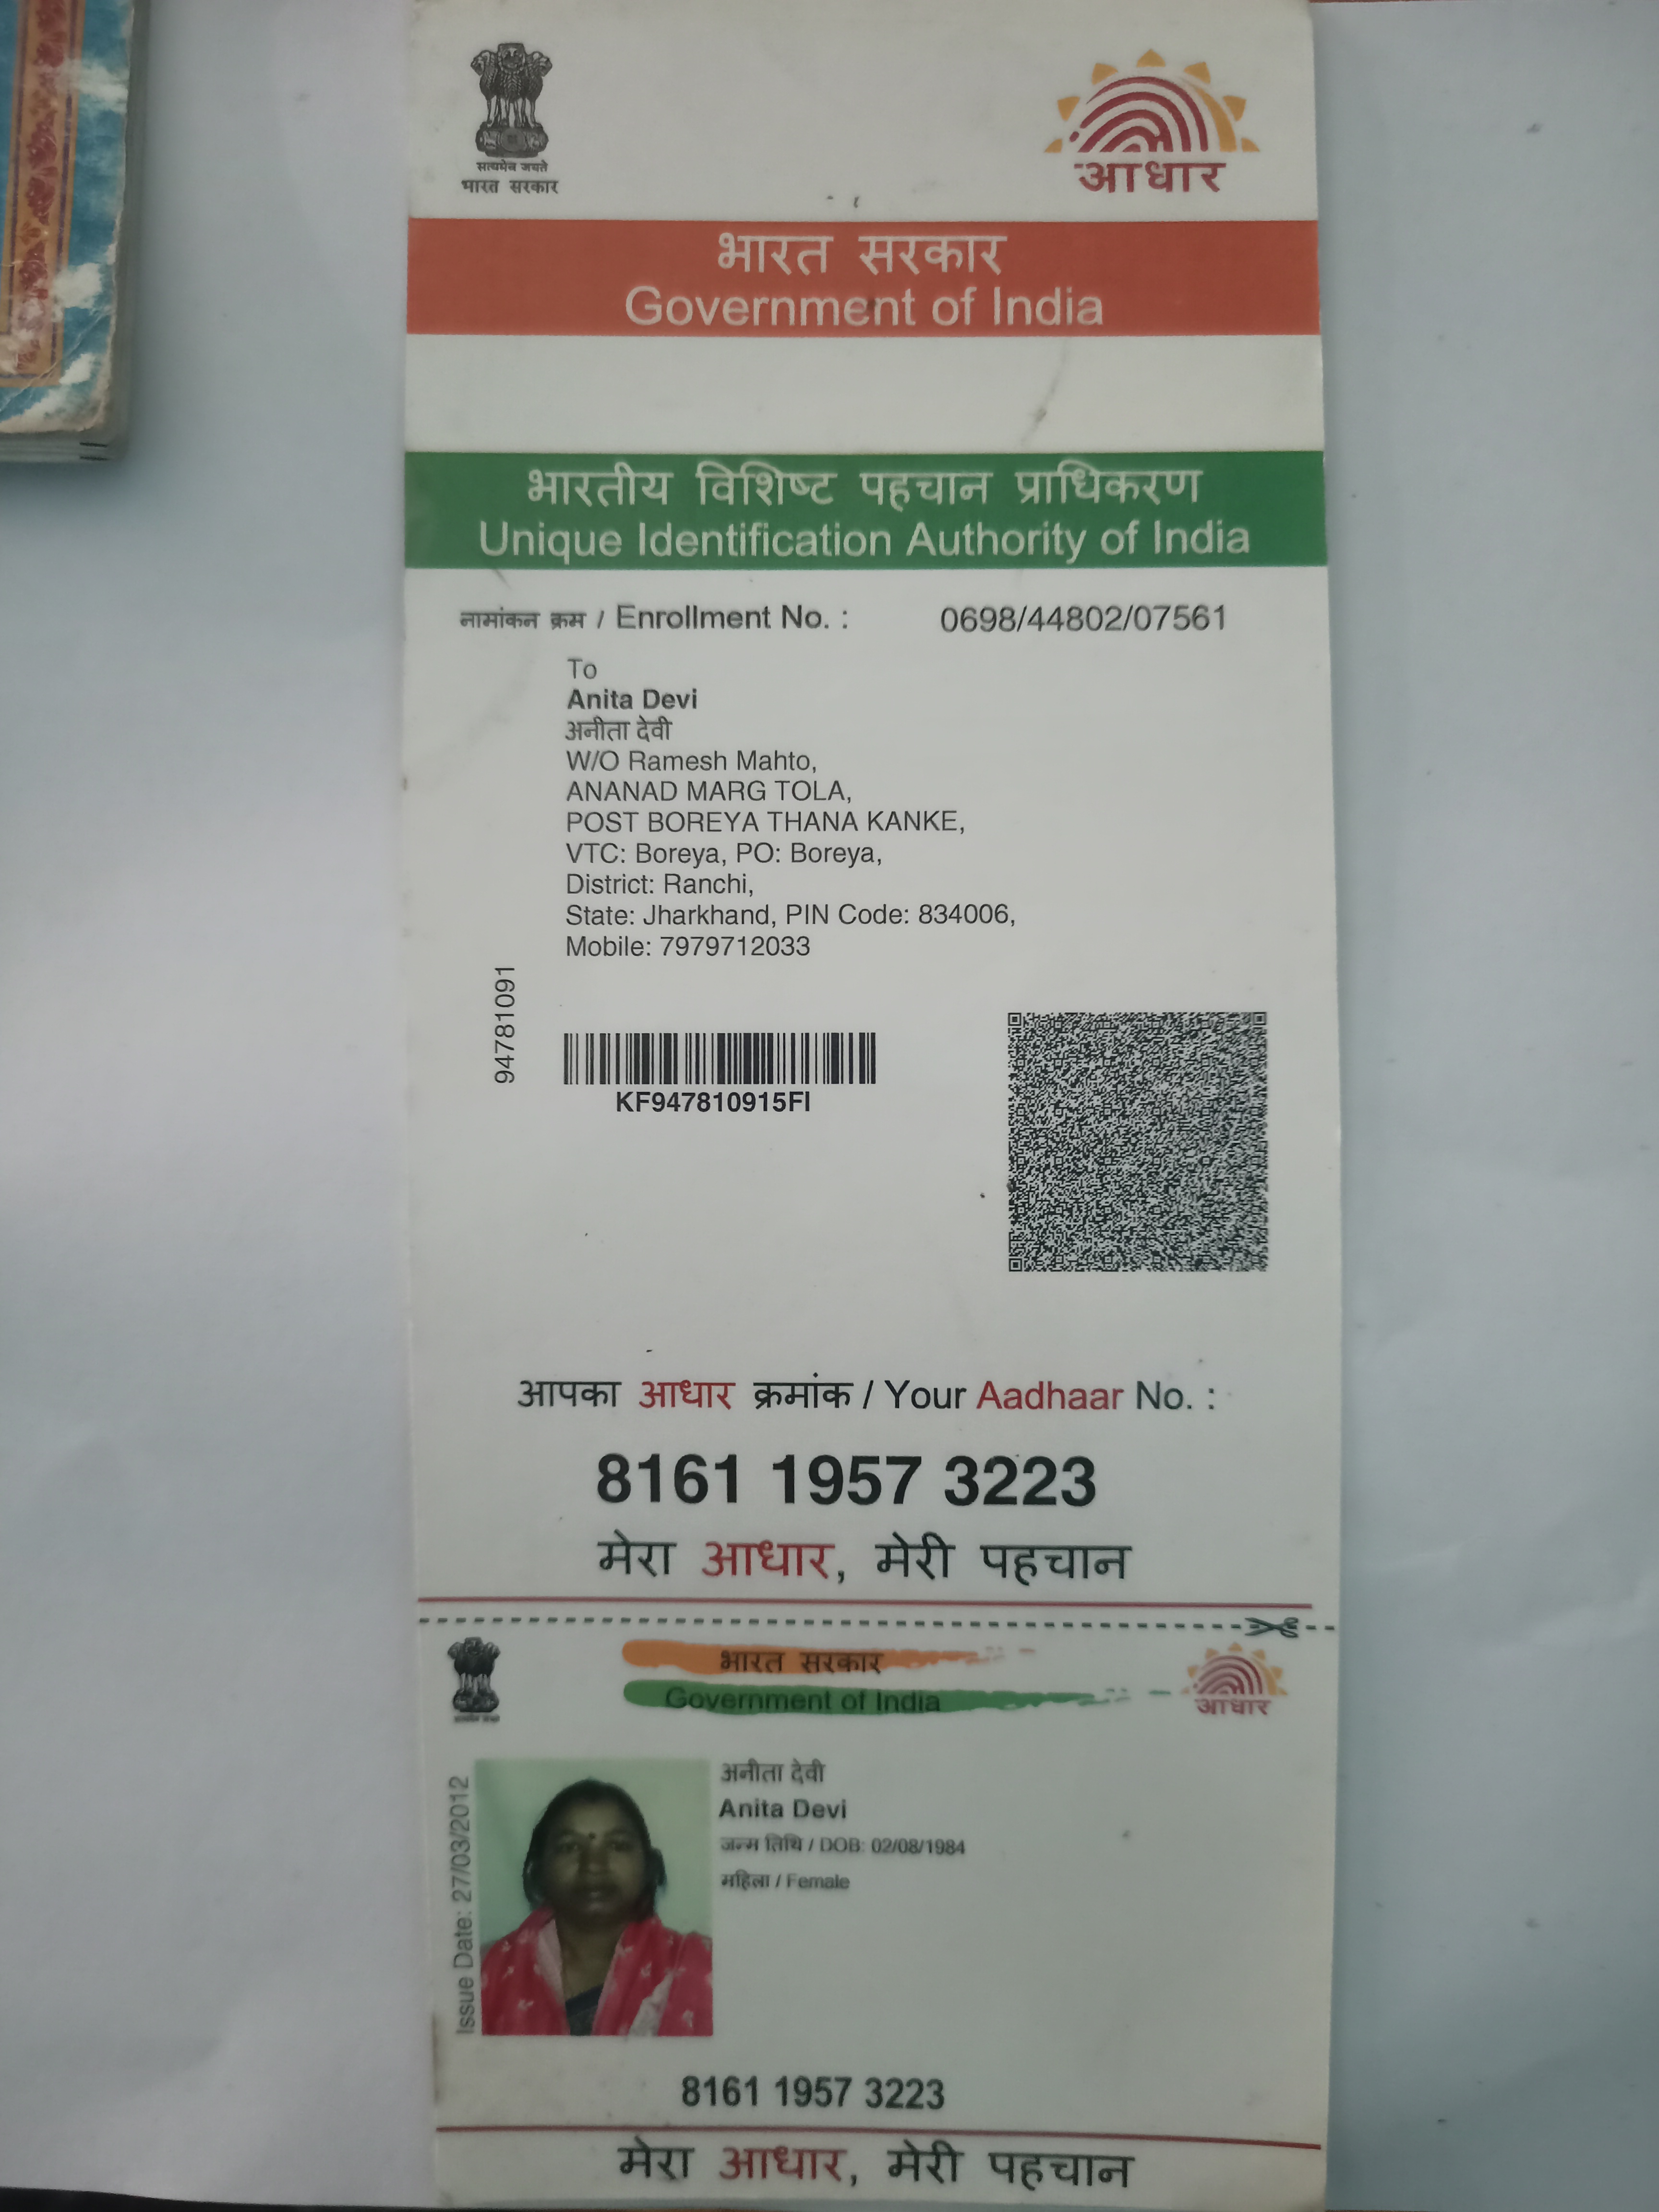 सत्यमेव जयते
भारत सरकार
आधार
भारत सरकार
Government of India
भारतीय विशिष्ट पहचान प्राधिकरण
Unique Identification Authority of India
नामांकन क्रम / Enrollment No. : 0698/44802/07561
To
Anita Devi
अनीता देवी
W/O Ramesh Mahto,
ANANAD MARG TOLA,
POST BOREYA THANA KANKE,
VTC: Boreya, PO: Boreya,
District: Ranchi,
State: Jharkhand, PIN Code: 834006,
Mobile: 7979712033
94781091
KF947810915FI
आपका आधार क्रमांक / Your Aadhaar No. :
8161 1957 3223
मेरा आधार, मेरी पहचान
भारत सरकार
Government of India
आधार
Issue Date: 27/03/2012
अनीता देवी
Anita Devi
जन्म तिथि / DOB: 02/08/1984
महिला / Female
8161 1957 3223
मेरा आधार, मेरी पहचान